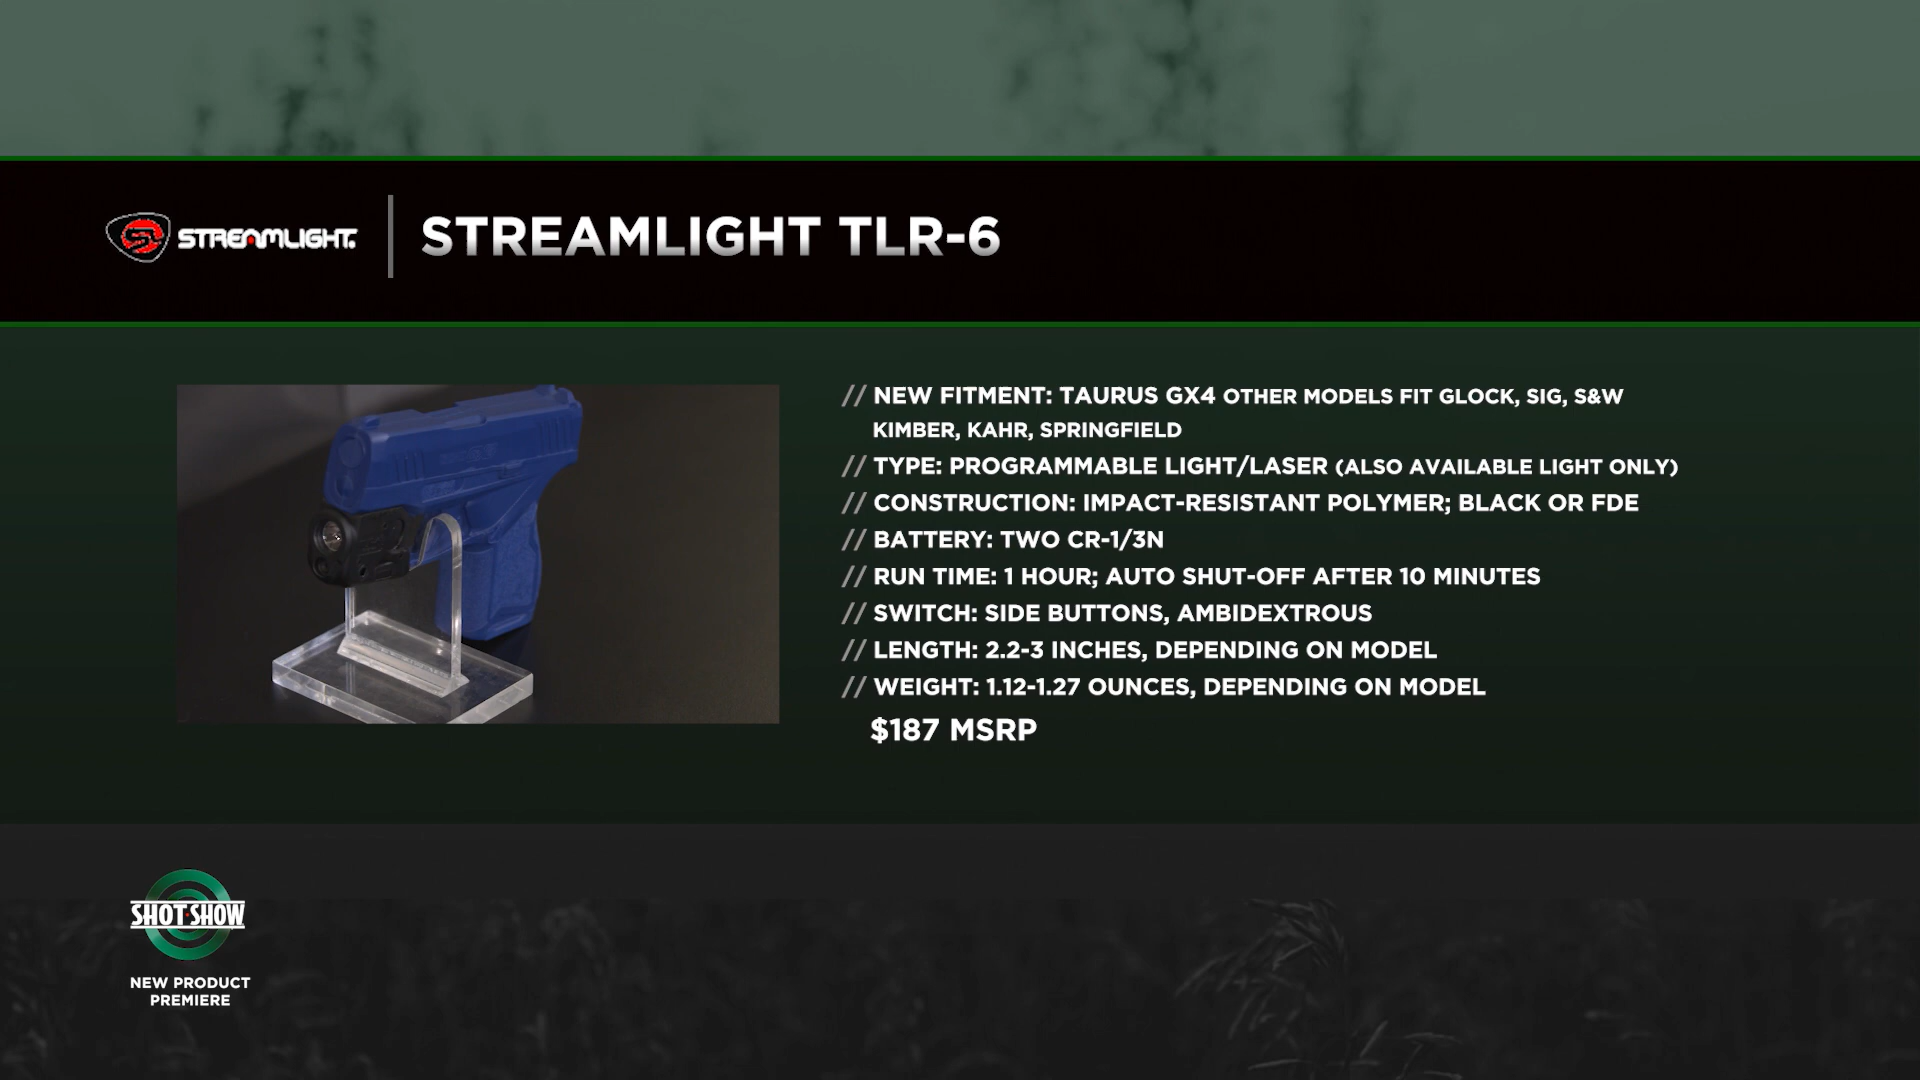 STREAMLIGHT.
STREAMLIGHT TLR-6
// NEW FITMENT: TAURUS GX4 OTHER MODELS FIT GLOCK, SIG, S&W
KIMBER, KAHR, SPRINGFIELD
// TYPE: PROGRAMMABLE LIGHT/LASER (ALSO AVAILABLE LIGHT ONLY)
// CONSTRUCTION: IMPACT-RESISTANT POLYMER; BLACK OR FDE
// BATTERY: TWO CR-1/3N
// RUN TIME: 1 HOUR; AUTO SHUT-OFF AFTER 10 MINUTES
// SWITCH: SIDE BUTTONS, AMBIDEXTROUS
// LENGTH: 2.2-3 INCHES, DEPENDING ON MODEL
// WEIGHT: 1.12-1.27 OUNCES, DEPENDING ON MODEL
$187 MSRP
SHOT·SHOW
NEW PRODUCT
PREMIERE